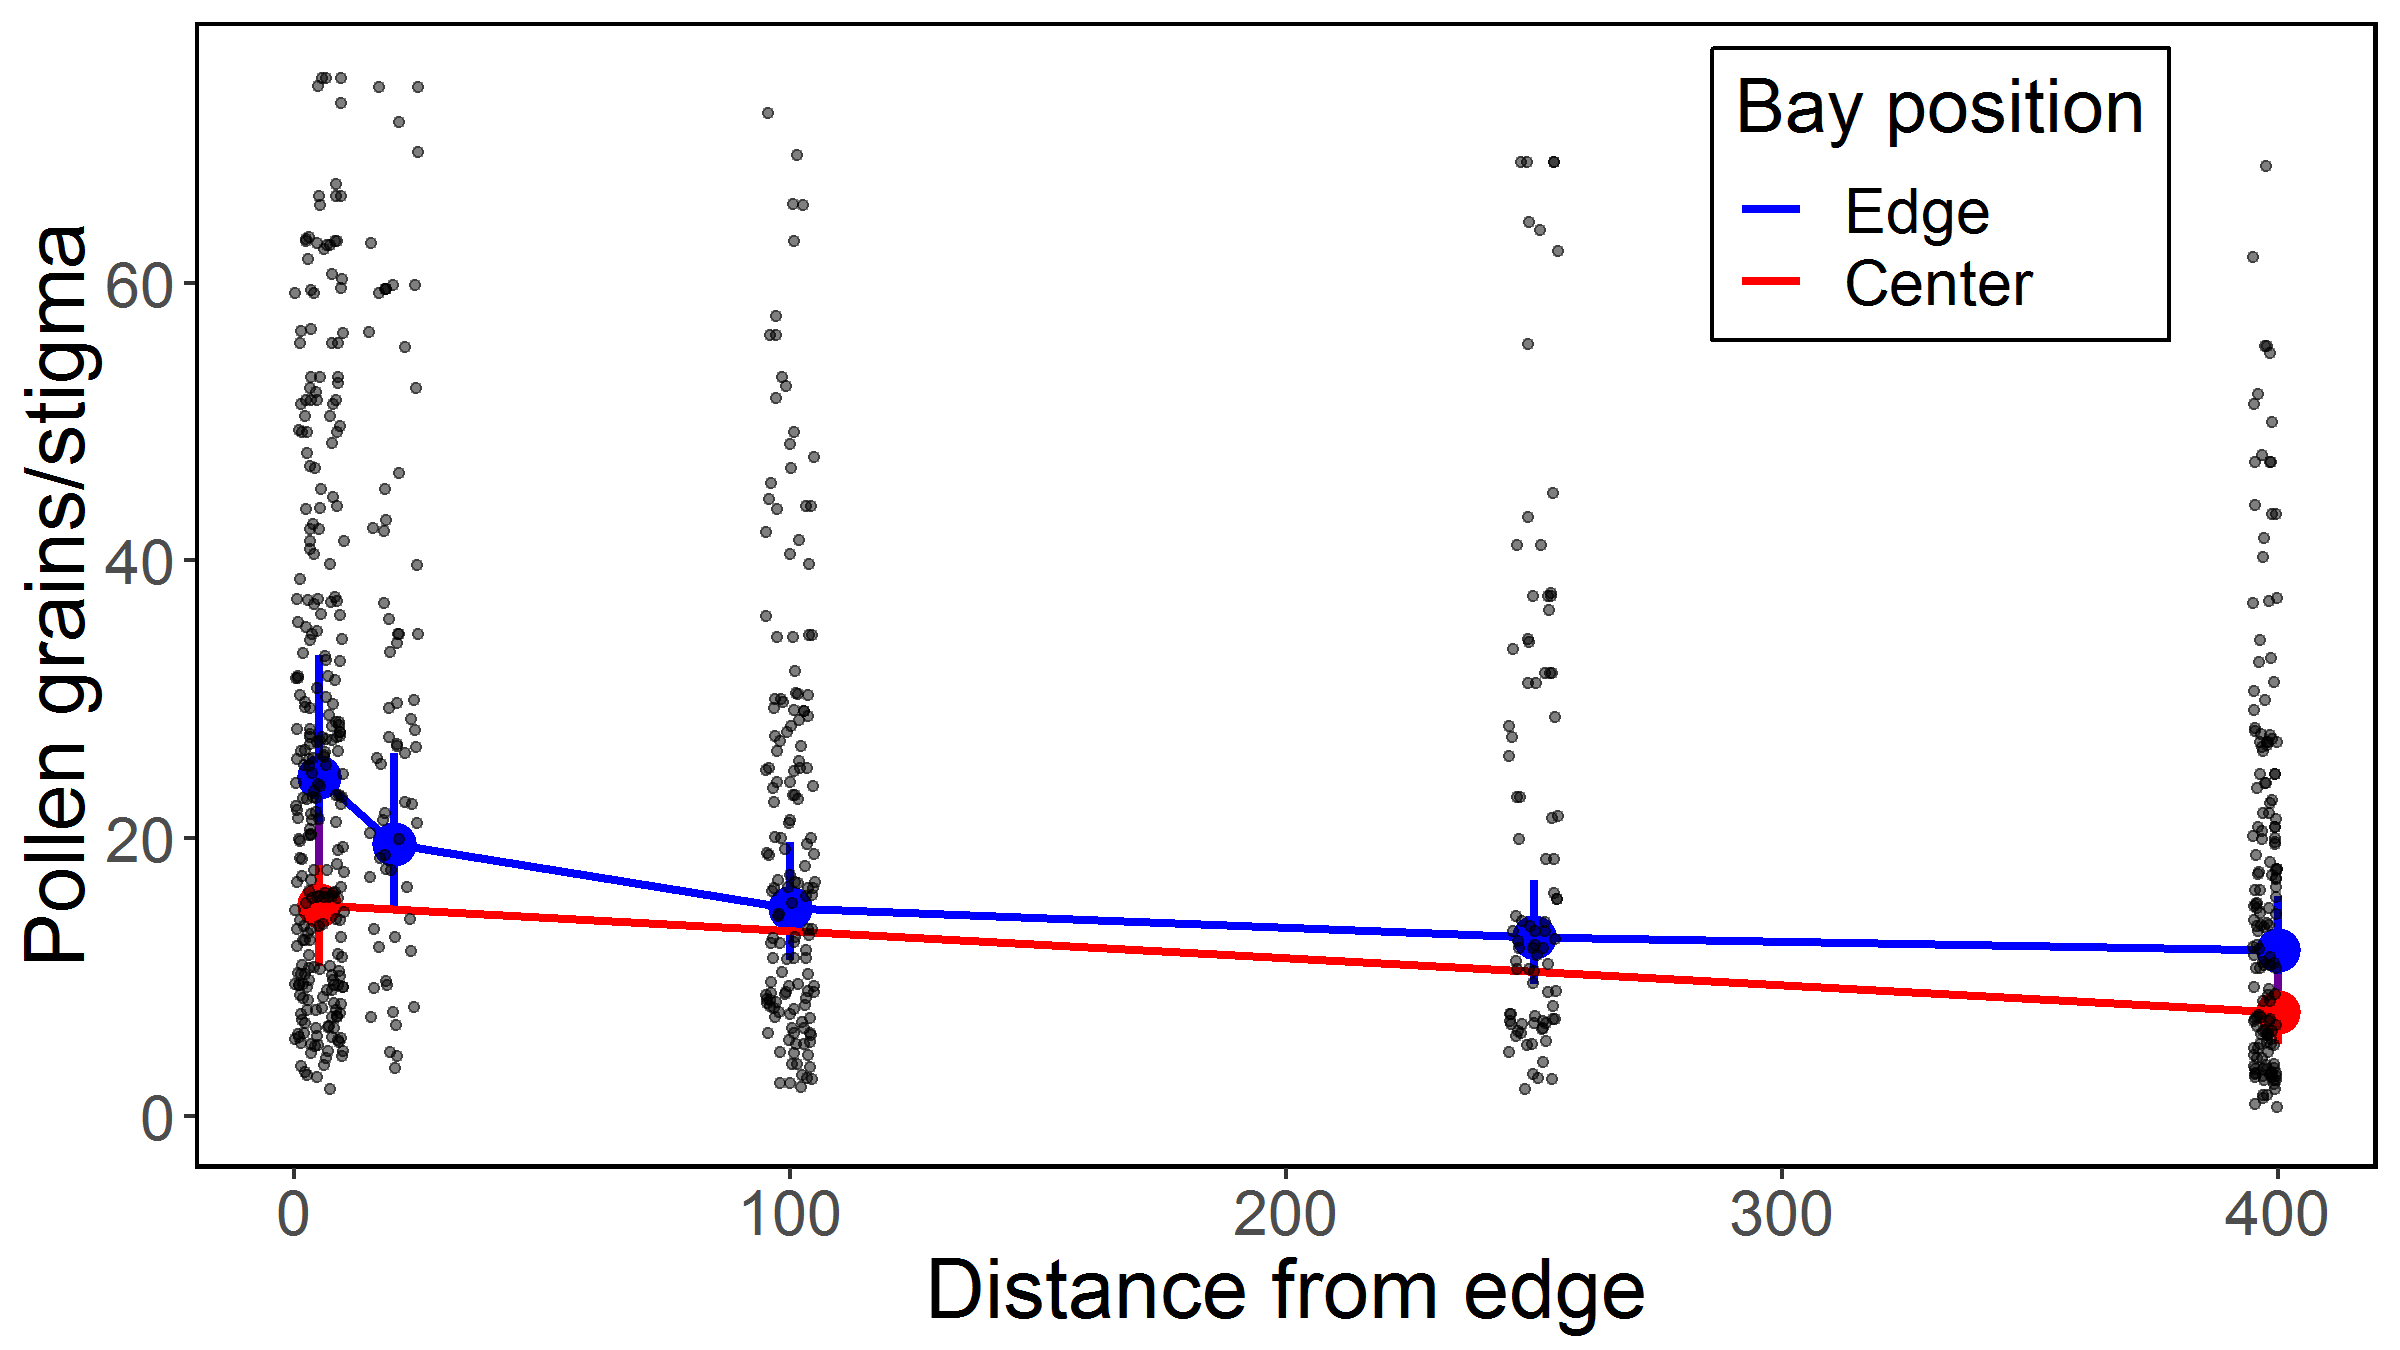 Bay position
Edge
Center
Pollen grains/stigma
60
40
20
0
0 100 200 300 400
Distance from edge